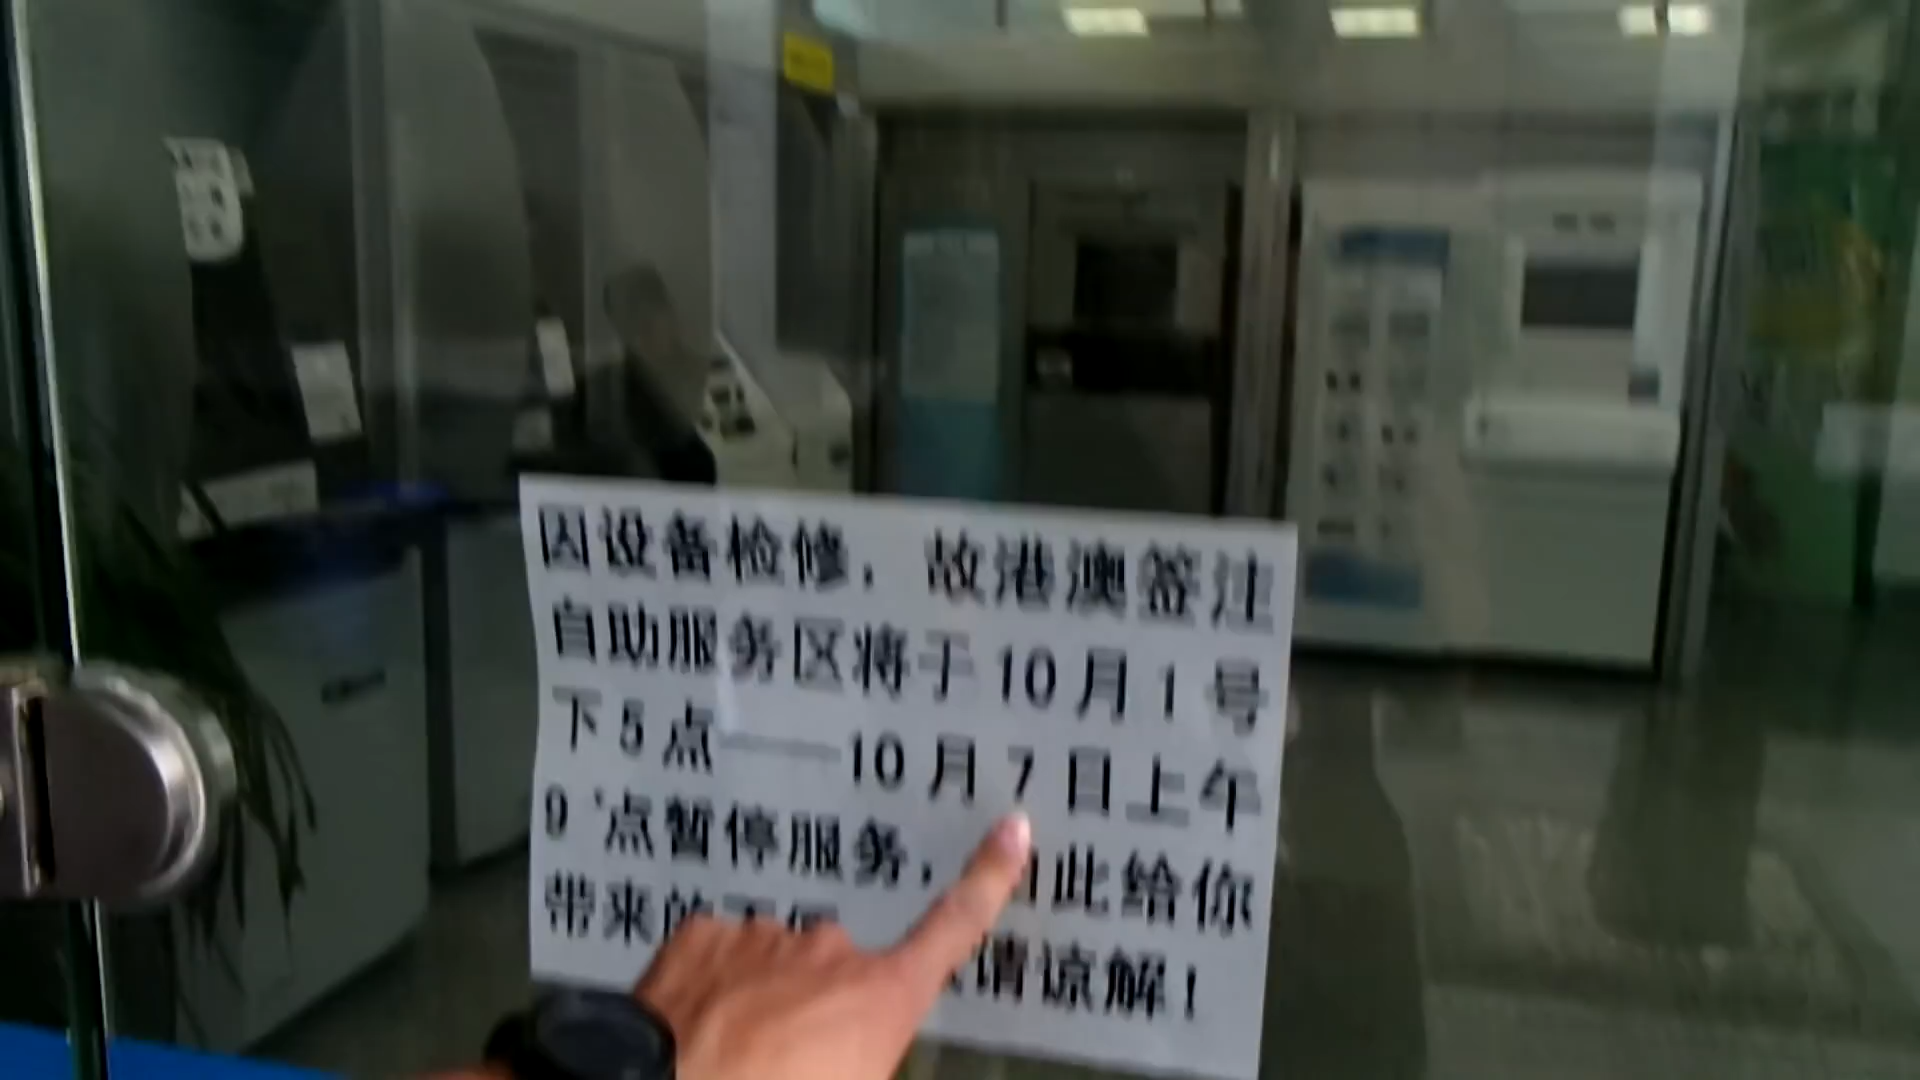 因设备检修，故港澳签注
自助服务区将于10月1号
下5点——10月7日上午
9‘点暂停服务，由此给你
带来的不便
请谅解！